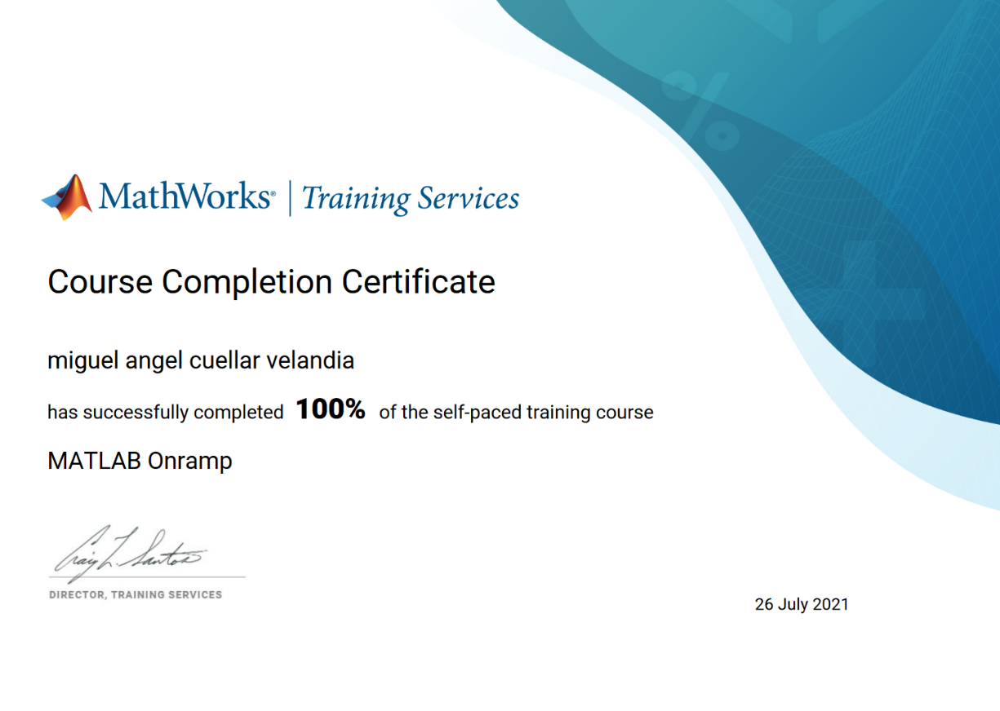 MathWorks® | Training Services
Course Completion Certificate
miguel angel cuellar velandia
has successfully completed 100% of the self-paced training course
MATLAB Onramp
Craig L. Santos
DIRECTOR, TRAINING SERVICES
26 July 2021